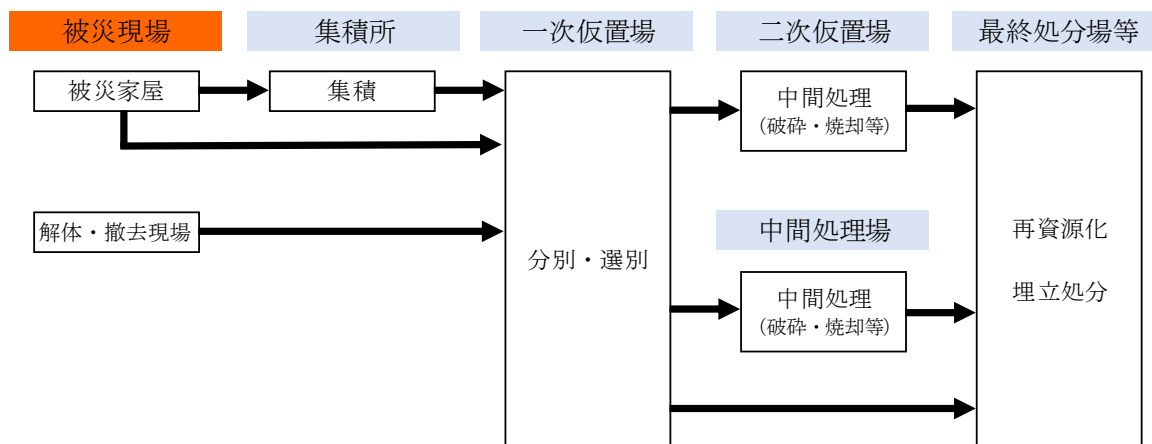 被災現場
集積所
一次仮置場
二次仮置場
最終処分場等
被災家屋
集積
中間処理
(破砕・焼却等)
解体・撤去現場
分別・選別
中間処理場
中間処理
(破砕・焼却等)
再資源化
埋立処分